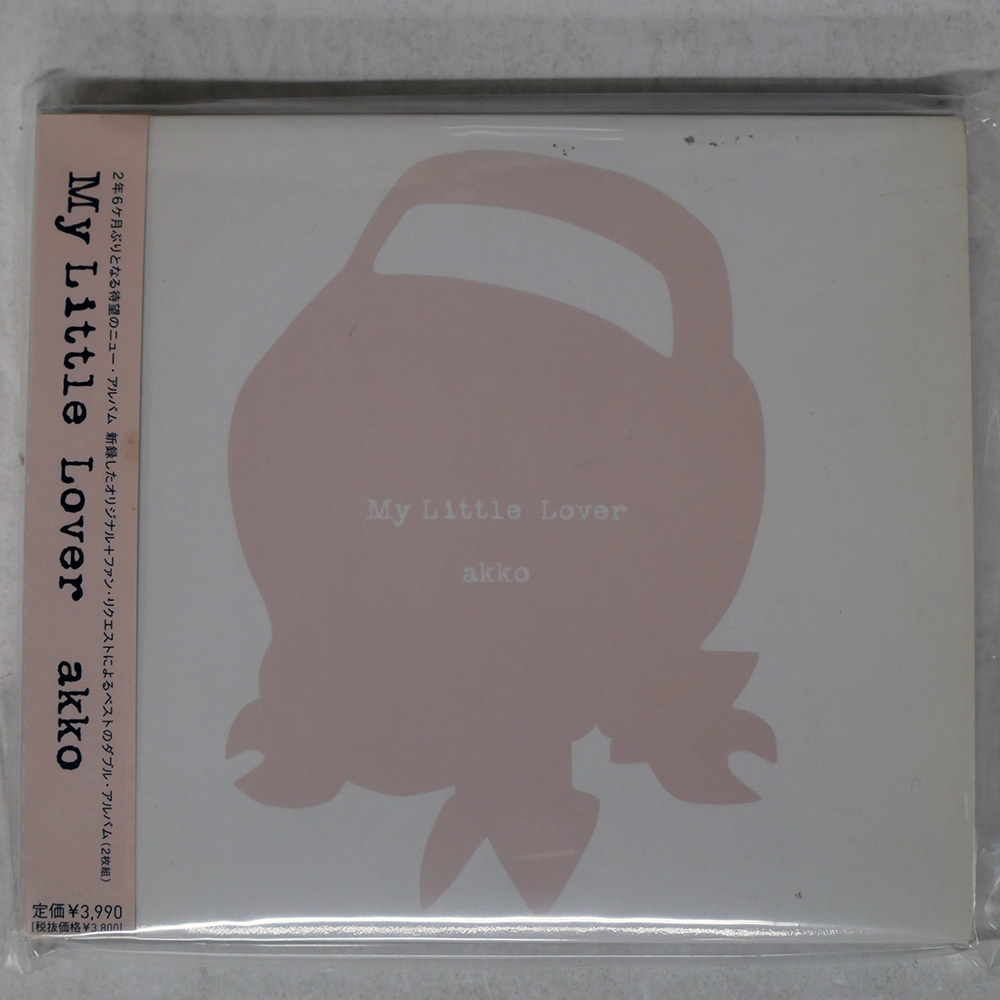 My Little Lover akko
2年6ケ月ぶりとなる待望のニュー・アルバム 新録したオリジナル+ファン・リクエストによるベストのダブル・アルバム(2枚組)
定価¥3,990
[税抜価格¥3,800]
My Little Lover
akko